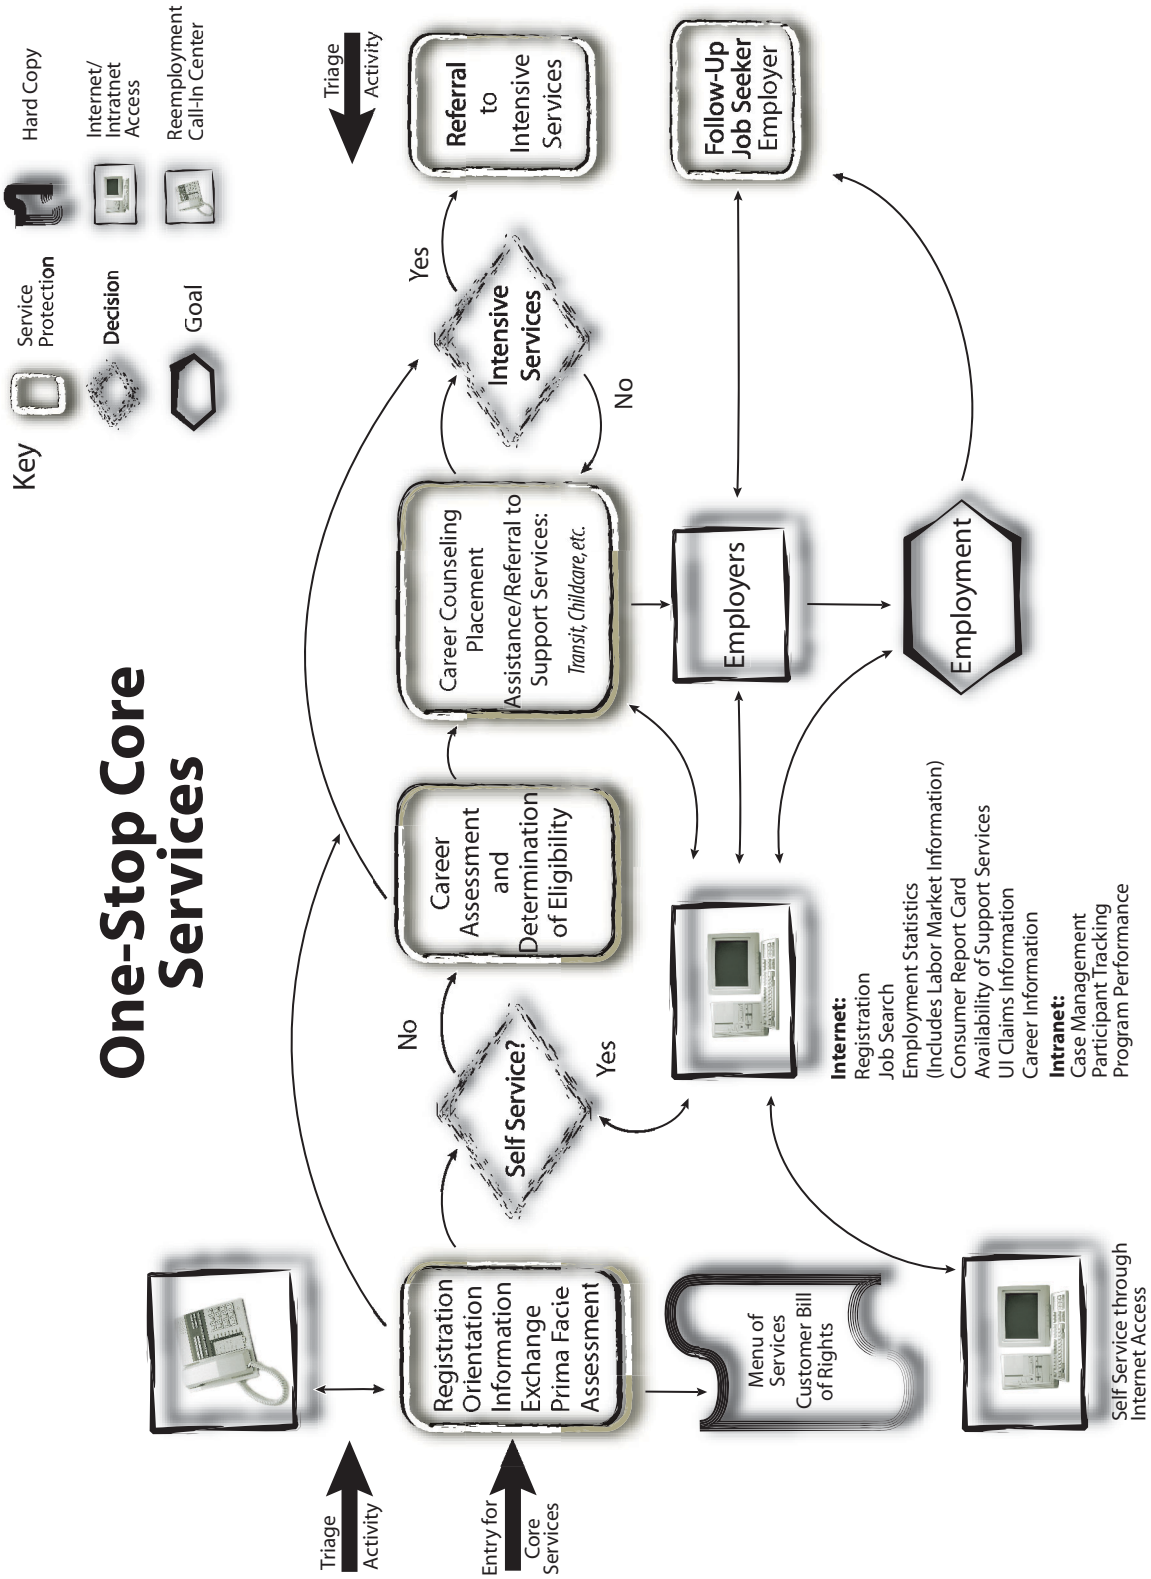 One-Stop Core
Services
Key
Service
Protection
Decision
Goal
Hard Copy
Internet/
Intratnet
Access
Reemployment
Call-In Center
Triage
Activity
Triage
Activity
Entry for
Core
Services
Registration
Orientation
Information
Exchange
Prima Facie
Assessment
Self Service?
No
Yes
Career
Assessment
and
Determination
of Eligibility
Career Counseling
Placement
Assistance/Referral to
Support Services:
Transit, Childcare, etc.
Intensive
Services
Yes
No
Referral
to
Intensive
Services
Menu of
Services
Customer Bill
of Rights
Employers
Follow-Up
Job Seeker
Employer
Employment
Internet:
Registration
Job Search
Employment Statistics
(Includes Labor Market Information)
Consumer Report Card
Availability of Support Services
UI Claims Information
Career Information
Intranet:
Case Management
Participant Tracking
Program Performance
Self Service through
Internet Access